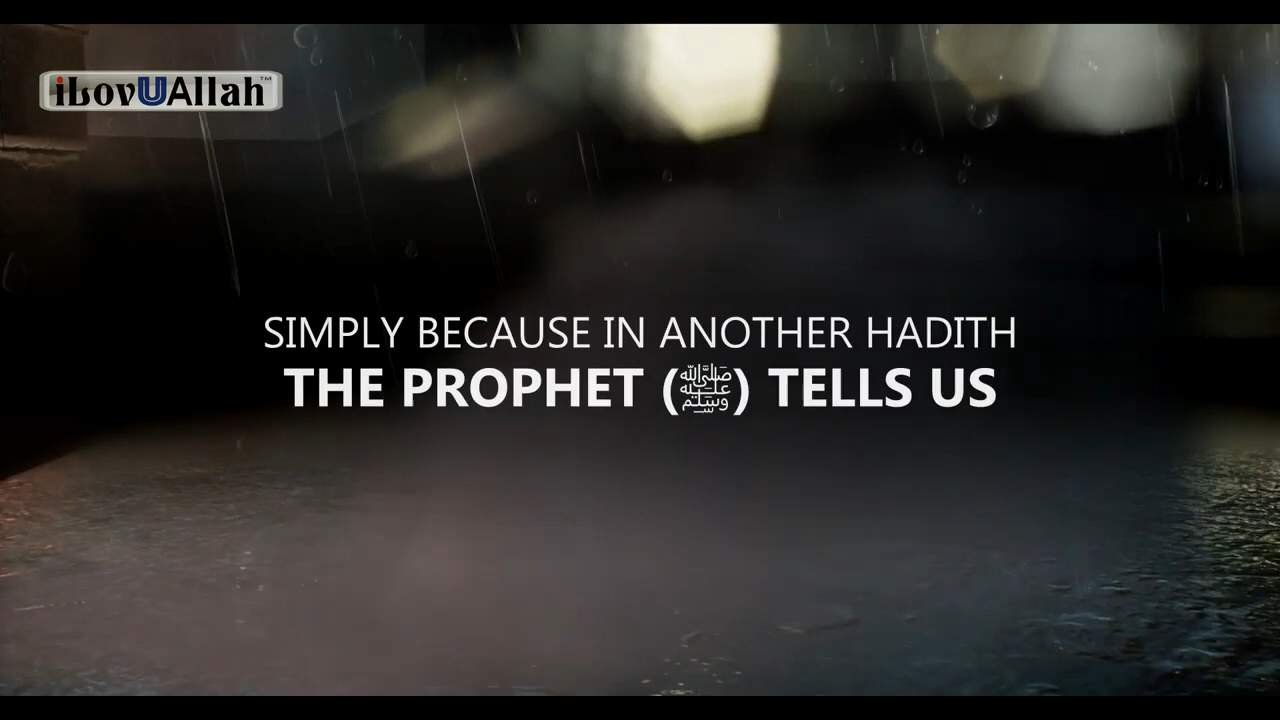 iLovUAllah™
SIMPLY BECAUSE IN ANOTHER HADITH
THE PROPHET (ﷺ) TELLS US